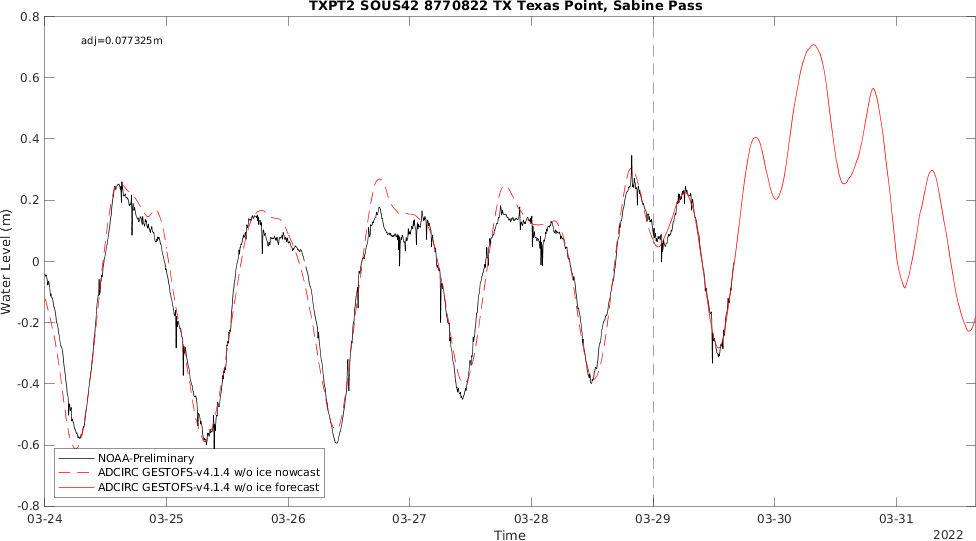 TXPT2 SOUS42 8770822 TX Texas Point, Sabine Pass
adj=0.077325m
0.8
0.6
0.4
0.2
0
-0.2
-0.4
-0.6
-0.8
Water Level (m)
NOAA-Preliminary
ADCIRC GESTOFS-v4.1.4 w/o ice nowcast
ADCIRC GESTOFS-v4.1.4 w/o ice forecast
03-24 03-25 03-26 03-27 03-28 03-29 03-30 03-31
Time
2022